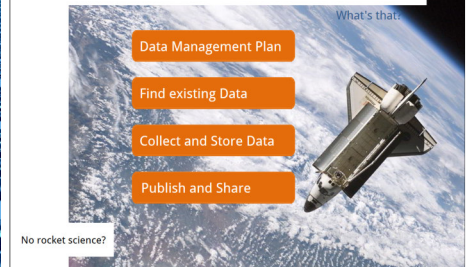 What's that?
Data Management Plan
Find existing Data
Collect and Store Data
Publish and Share
No rocket science?